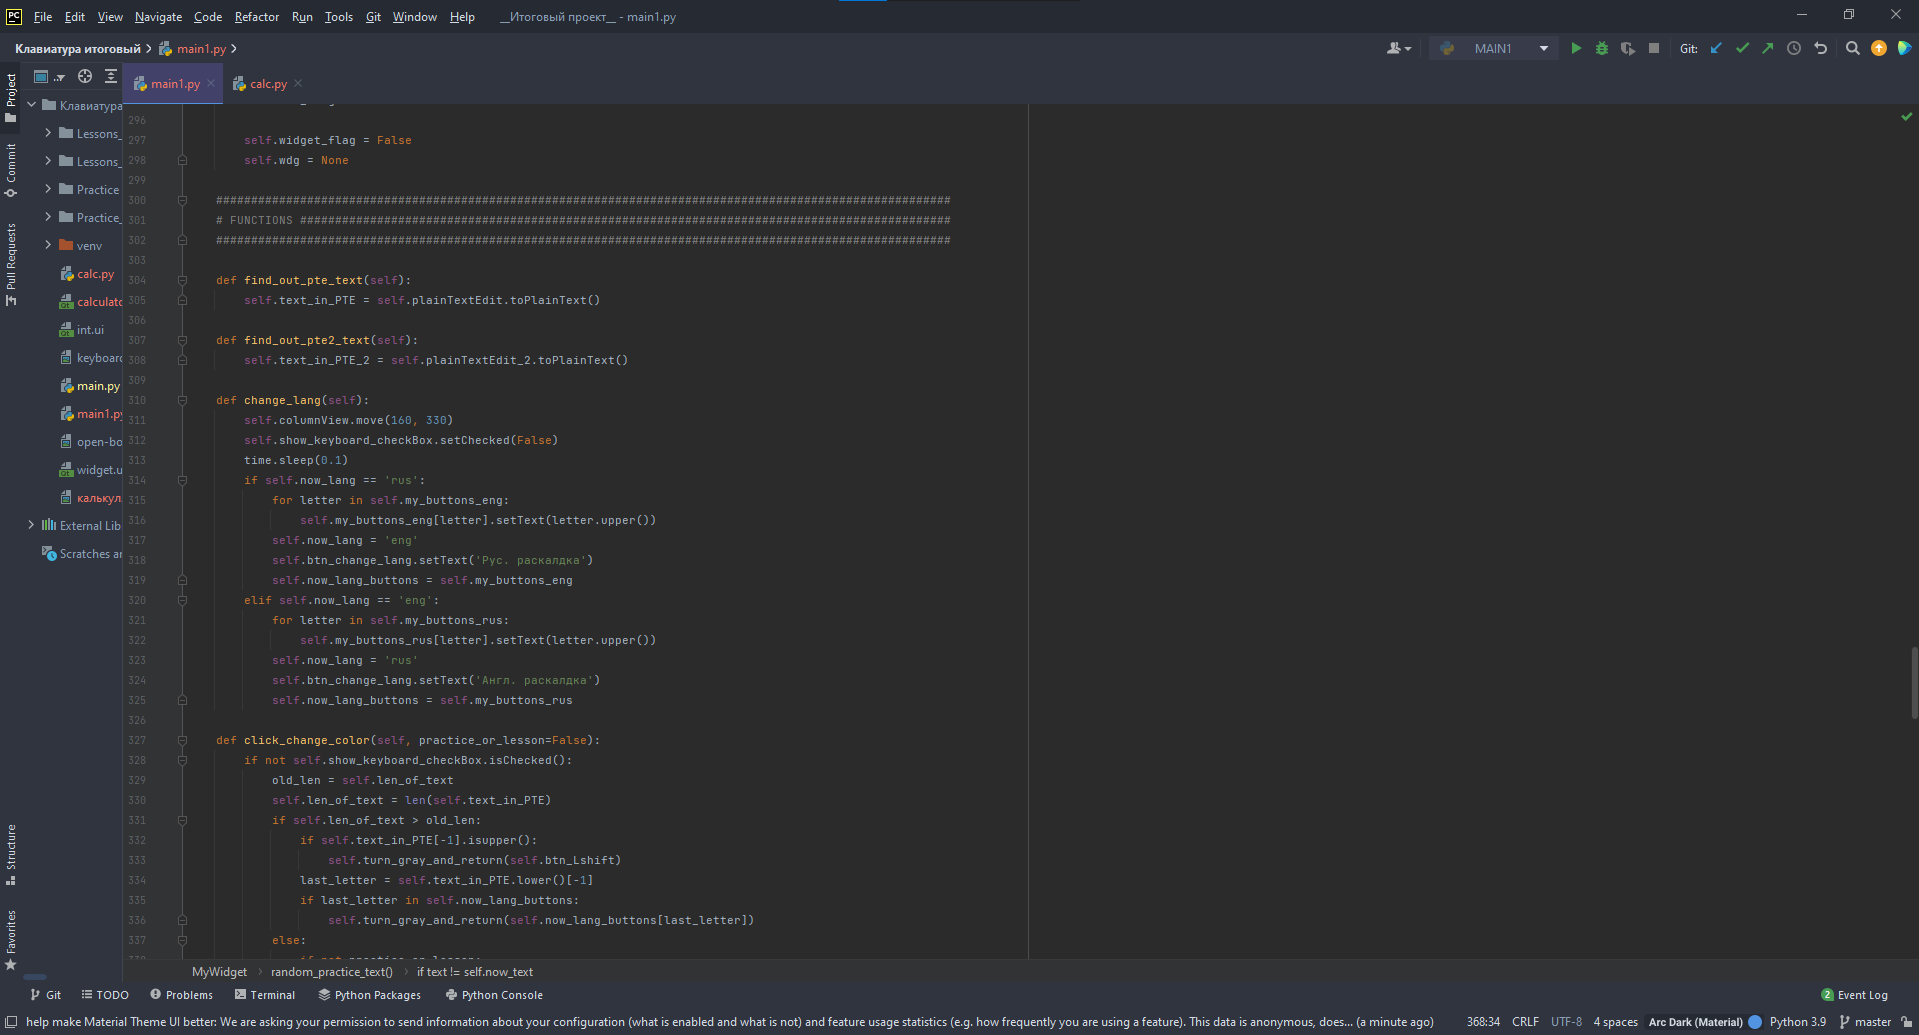 PC File Edit View Navigate Code Refactor Run Tools Git Window Help __Итоговый проект__ - main1.py
Клавиатура итоговый main1.py MAIN1 Git:
main1.py calc.py
Project
Commit
Pull Requests
Structure
Favorites
Клавиатура
Lessons_
Lessons_
Practice
Practice_
venv
calc.py
calculato
int.ui
keyboard
main.py
main1.py
open-bo
widget.u
калькул
External Lib
Scratches an
296
297 self.widget_flag = False
298 self.wdg = None
299
300 #########################################################################################################
301 # FUNCTIONS #############################################################################################
302 #########################################################################################################
303
304 def find_out_pte_text(self):
305 self.text_in_PTE = self.plainTextEdit.toPlainText()
306
307 def find_out_pte2_text(self):
308 self.text_in_PTE_2 = self.plainTextEdit_2.toPlainText()
309
310 def change_lang(self):
311 self.columnView.move(160, 330)
312 self.show_keyboard_checkBox.setChecked(False)
313 time.sleep(0.1)
314 if self.now_lang == 'rus':
315 for letter in self.my_buttons_eng:
316 self.my_buttons_eng[letter].setText(letter.upper())
317 self.now_lang = 'eng'
318 self.btn_change_lang.setText('Рус. раскалдка')
319 self.now_lang_buttons = self.my_buttons_eng
320 elif self.now_lang == 'eng':
321 for letter in self.my_buttons_rus:
322 self.my_buttons_rus[letter].setText(letter.upper())
323 self.now_lang = 'rus'
324 self.btn_change_lang.setText('Англ. раскалдка')
325 self.now_lang_buttons = self.my_buttons_rus
326
327 def click_change_color(self, practice_or_lesson=False):
328 if not self.show_keyboard_checkBox.isChecked():
329 old_len = self.len_of_text
330 self.len_of_text = len(self.text_in_PTE)
331 if self.len_of_text > old_len:
332 if self.text_in_PTE[-1].isupper():
333 self.turn_gray_and_return(self.btn_Lshift)
334 last_letter = self.text_in_PTE.lower()[-1]
335 if last_letter in self.now_lang_buttons:
336 self.turn_gray_and_return(self.now_lang_buttons[last_letter])
337 else:
MyWidget random_practice_text() if text != self.now_text
Git TODO Problems Terminal Python Packages Python Console 2 Event Log
help make Material Theme UI better: We are asking your permission to send information about your configuration (what is enabled and what is not) and feature usage statistics (e.g. how frequently you are using a feature). This data is anonymous, does... (a minute ago) 368:34 CRLF UTF-8 4 spaces Arc Dark (Material) Python 3.9 master